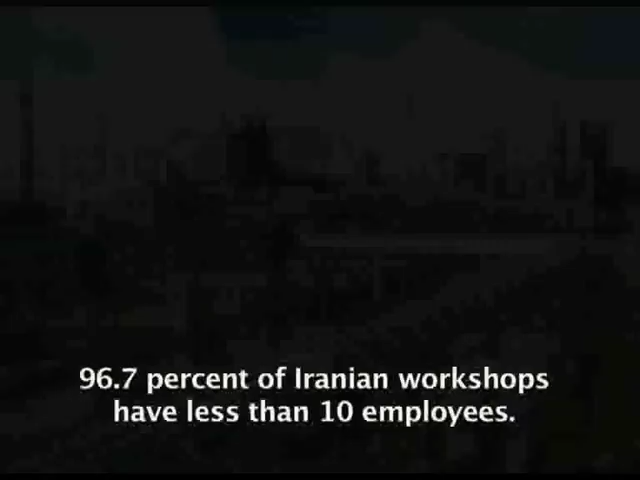 96.7 percent of Iranian workshops
have less than 10 employees.